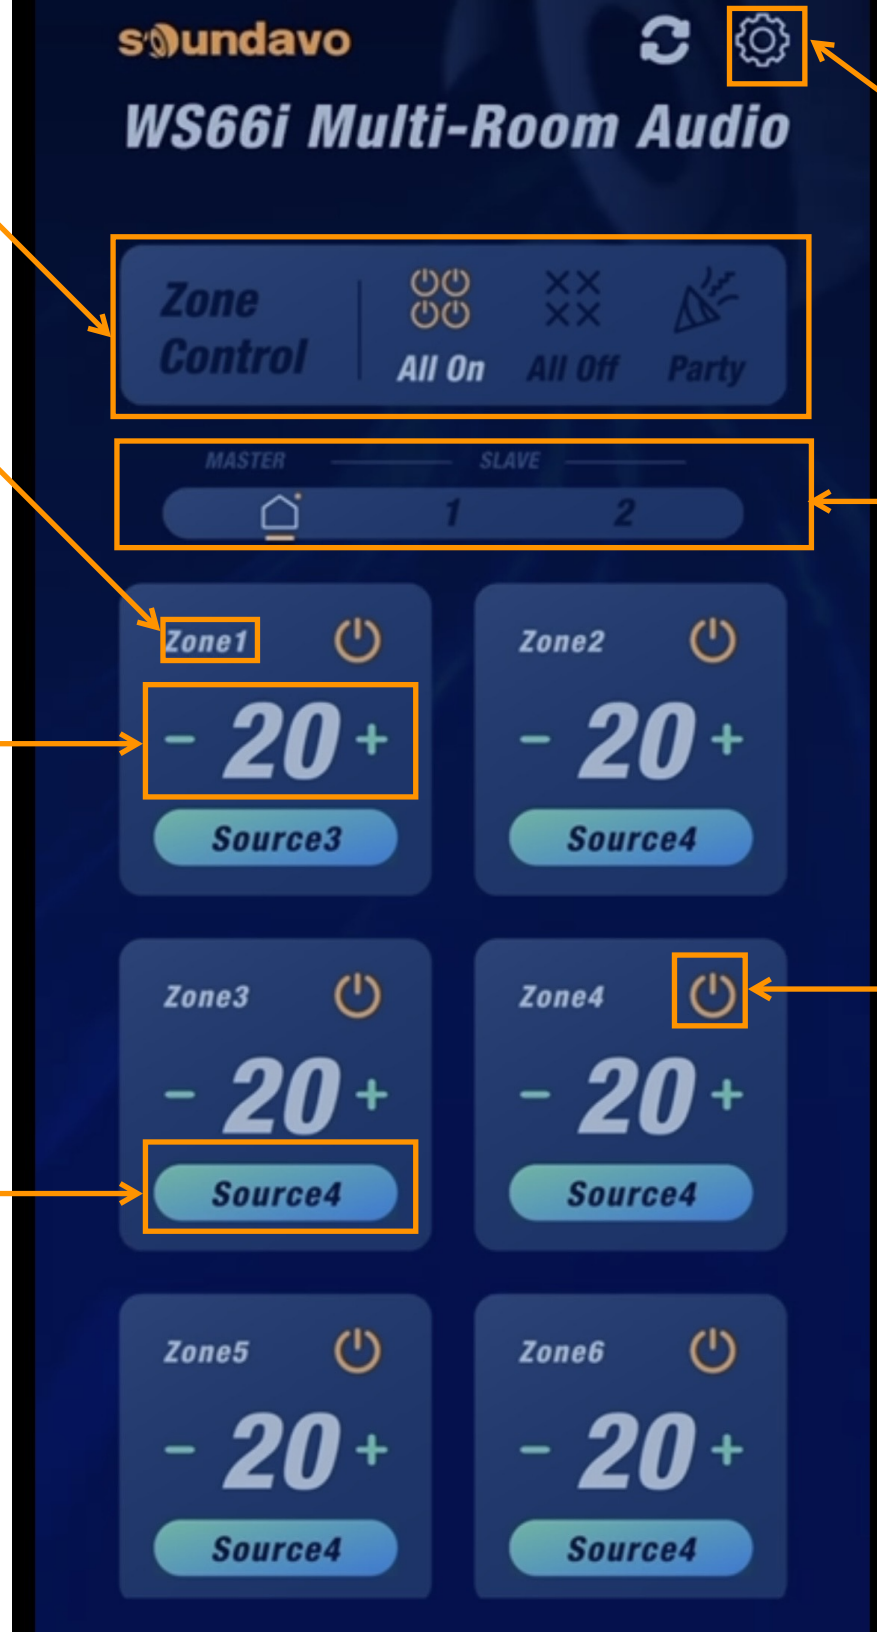 soundavo
WS66i Multi-Room Audio
Zone
Control
All On
All Off
Party
MASTER
SLAVE
1
2
Zone1
- 20 +
Source3
Zone2
- 20 +
Source4
Zone3
- 20 +
Source4
Zone4
- 20 +
Source4
Zone5
- 20 +
Source4
Zone6
- 20 +
Source4